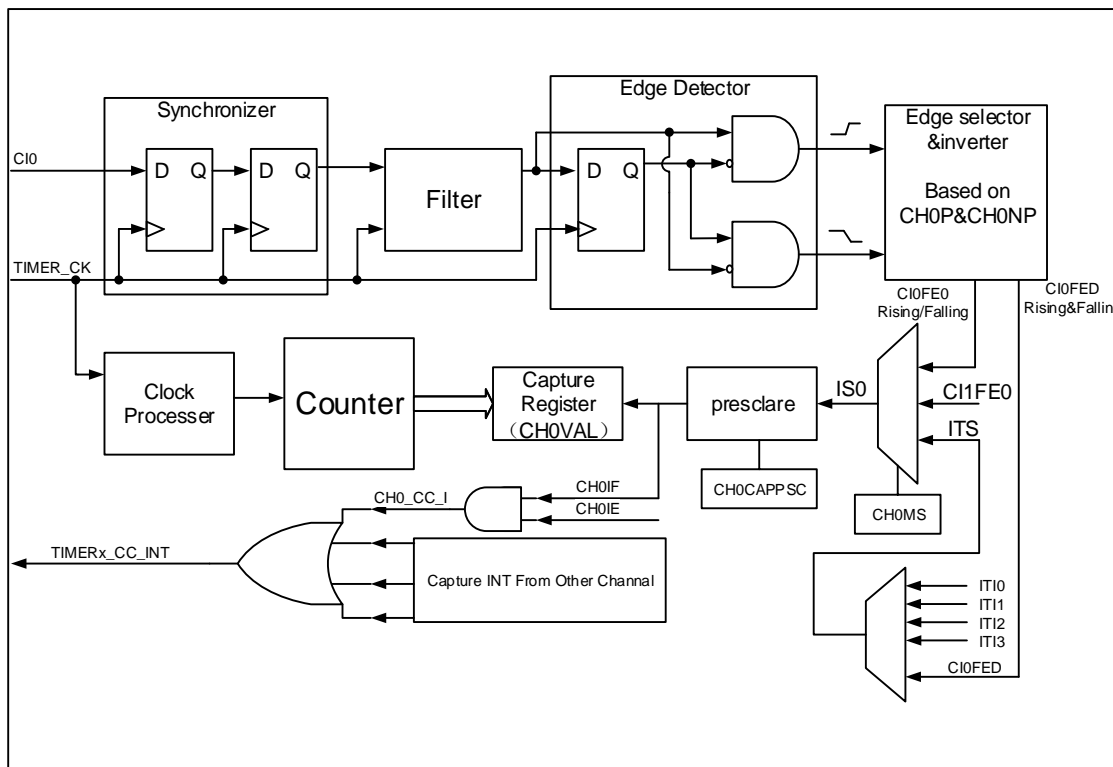 Synchronizer
Edge Detector
CI0
D Q
D Q
Filter
D Q
Edge selector
&inverter
Based on
CH0P&CH0NP
TIMER_CK
CI0FE0
Rising/Falling
CI0FED
Rising&Fallin
Clock
Processer
Counter
Capture
Register
（CH0VAL）
presclare
IS0
CI1FE0
ITS
CH0CAPPSC
CH0MS
CH0_CC_I
CH0IF
CH0IE
TIMERx_CC_INT
Capture INT From Other Channal
ITI0
ITI1
ITI2
ITI3
CI0FED